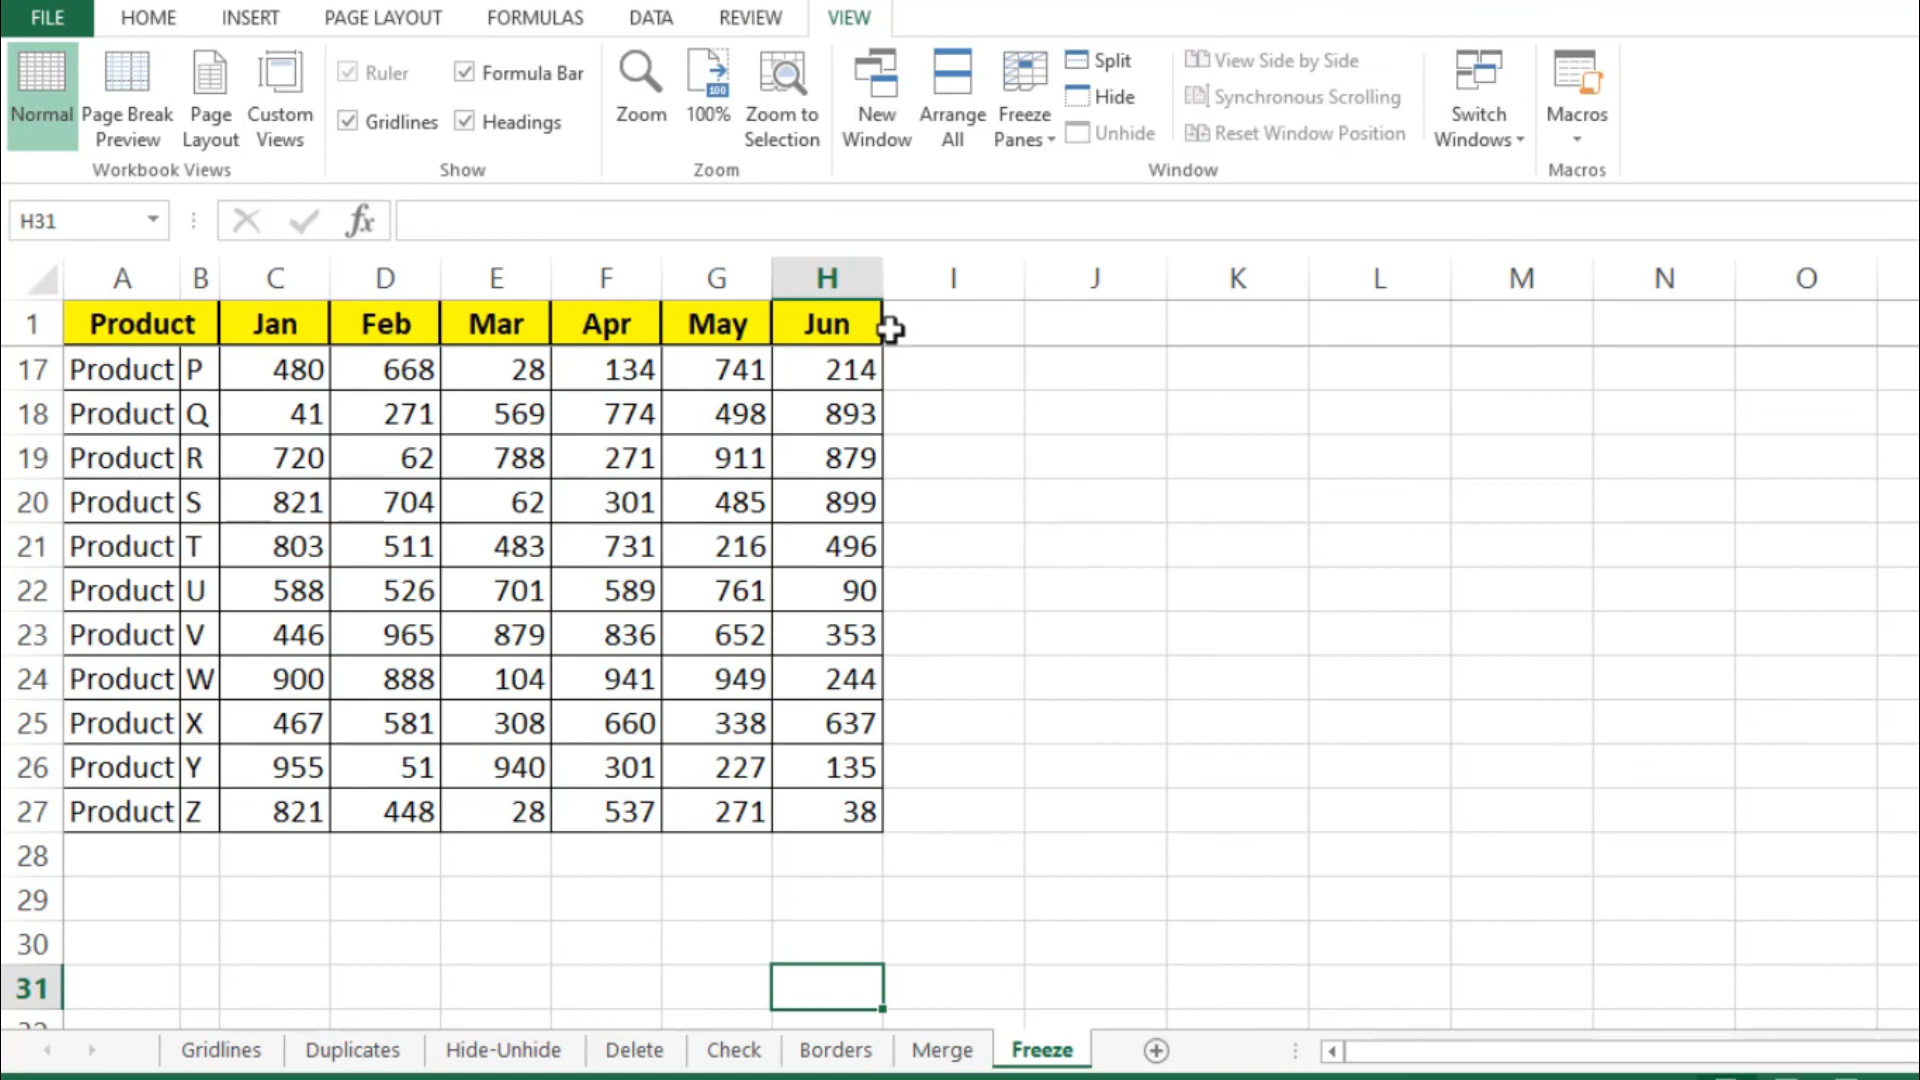 FILE HOME INSERT PAGE LAYOUT FORMULAS DATA REVIEW VIEW
Normal Page Break Preview Page Layout Custom Views
Workbook Views
Ruler Formula Bar
Gridlines Headings
Show
Zoom 100% Zoom to Selection
Zoom
New Window Arrange All Freeze Panes
Split
Hide
Unhide
View Side by Side
Synchronous Scrolling
Reset Window Position
Window
Switch Windows
Macros
Macros
H31 fx
A B C D E F G H I J K L M N O
1 Product Jan Feb Mar Apr May Jun
17 Product P 480 668 28 134 741 214
18 Product Q 41 271 569 774 498 893
19 Product R 720 62 788 271 911 879
20 Product S 821 704 62 301 485 899
21 Product T 803 511 483 731 216 496
22 Product U 588 526 701 589 761 90
23 Product V 446 965 879 836 652 353
24 Product W 900 888 104 941 949 244
25 Product X 467 581 308 660 338 637
26 Product Y 955 51 940 301 227 135
27 Product Z 821 448 28 537 271 38
28
29
30
31
Gridlines Duplicates Hide-Unhide Delete Check Borders Merge Freeze